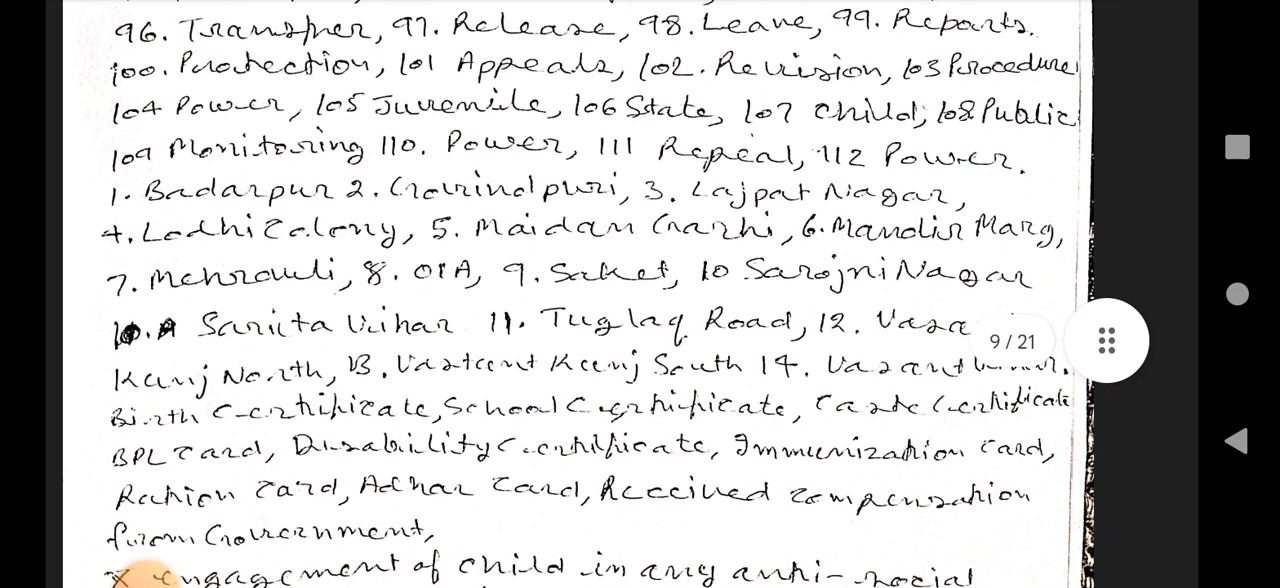 96. Transfer, 97. Release, 98. Leave, 99. Reports.
100. Protection, 101 Appeals, 102. Revision, 103 Procedure
104 Power, 105 Juvenile, 106 State, 107 child, 108 Public
109 Monitoring 110. Power, 111 Repeal, 112 Power.
1. Badarpur 2. Govindpuri, 3. Lajpat Nagar,
4. Lodhi Colony, 5. Maidan Garhi, 6. Mandir Marg,
7. Mehrauli, 8. OIA, 9. Saket, 10 Sarojni Nagar
10.A Sarita Vihar 11. Tuglaq Road, 12.
Kunj North, 13. Vastant Kunj South 14. Vasant
Birth Certificate, School Certificate, Caste Certificate
BPL Card, Disability Certificate, Immunization Card,
Ration Card, Adhar Card, Received Compensation
from Government,
engagement of child in any anti-social
9 / 21